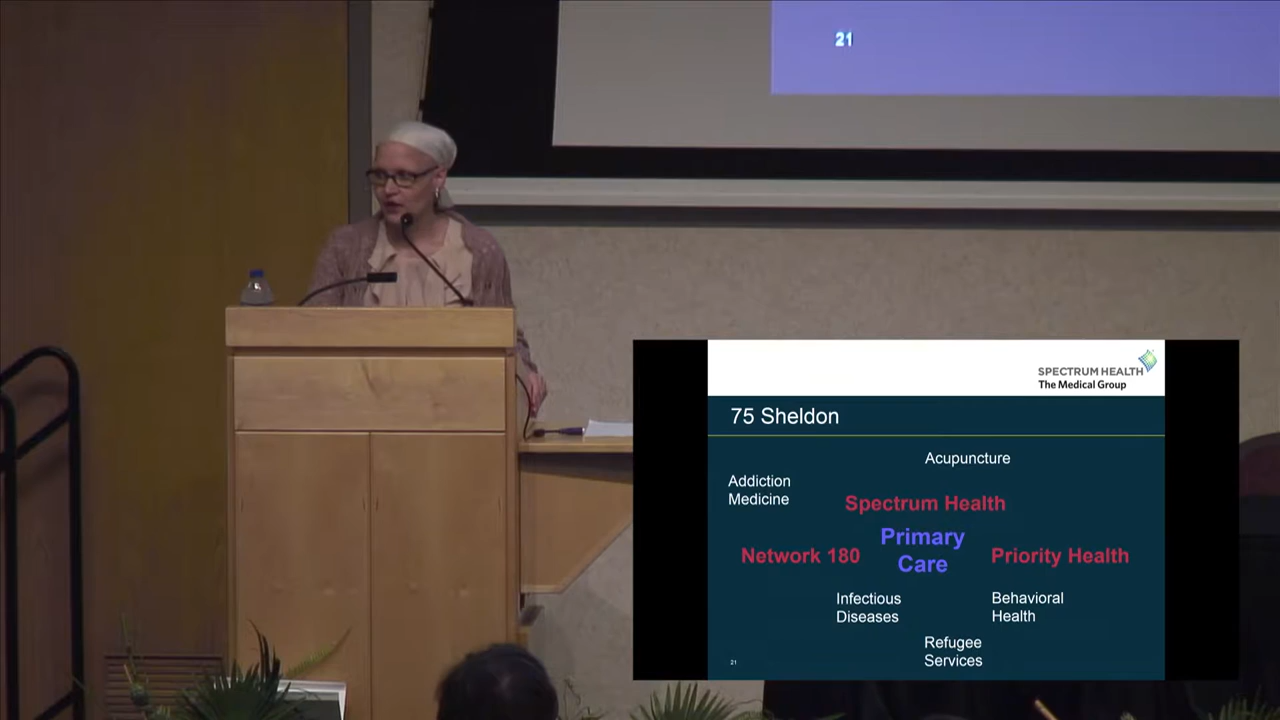 21
SPECTRUM HEALTH
The Medical Group
75 Sheldon
Acupuncture
Addiction
Medicine
Spectrum Health
Primary
Care
Network 180
Priority Health
Infectious
Diseases
Behavioral
Health
Refugee
Services
21